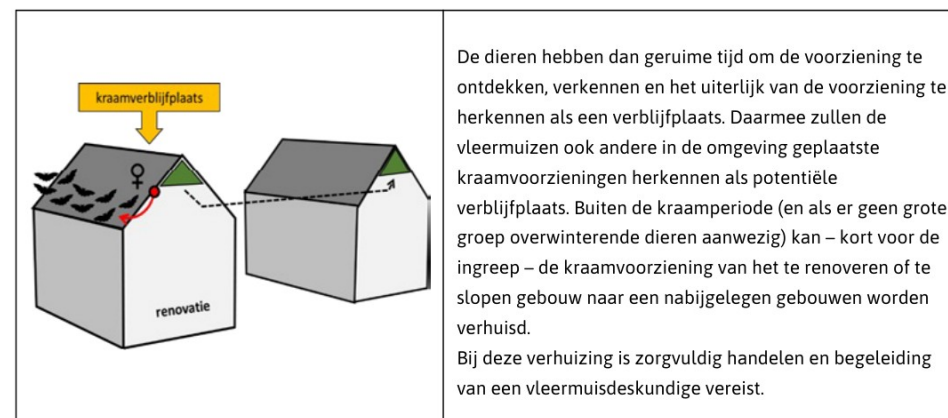 kraamverblijfplaats
renovatie
De dieren hebben dan geruime tijd om de voorziening te
ontdekken, verkennen en het uiterlijk van de voorziening te
herkennen als een verblijfplaats. Daarmee zullen de
vleermuizen ook andere in de omgeving geplaatste
kraamvoorzieningen herkennen als potentiële
verblijfplaats. Buiten de kraamperiode (en als er geen grote
groep overwinterende dieren aanwezig) kan – kort voor de
ingreep – de kraamvoorziening van het te renoveren of te
slopen gebouw naar een nabijgelegen gebouwen worden
verhuisd.
Bij deze verhuizing is zorgvuldig handelen en begeleiding
van een vleermuisdeskundige vereist.